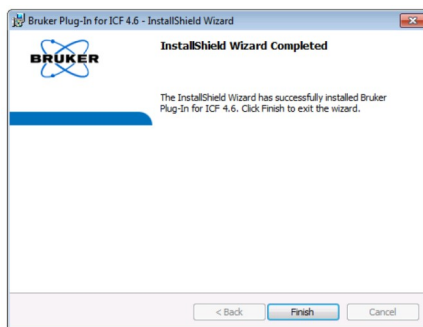 Bruker Plug-In for ICF 4.6 - InstallShield Wizard
BRUKER
InstallShield Wizard Completed
The InstallShield Wizard has successfully installed Bruker
Plug-In for ICF 4.6. Click Finish to exit the wizard.
< Back
Finish
Cancel